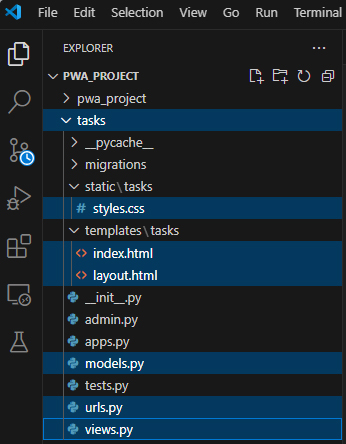 File Edit Selection View Go Run Terminal
EXPLORER ...
PWA_PROJECT
pwa_project
tasks
__pycache__
migrations
static\tasks
# styles.css
templates\tasks
<> index.html
<> layout.html
__init__.py
admin.py
apps.py
models.py
tests.py
urls.py
views.py